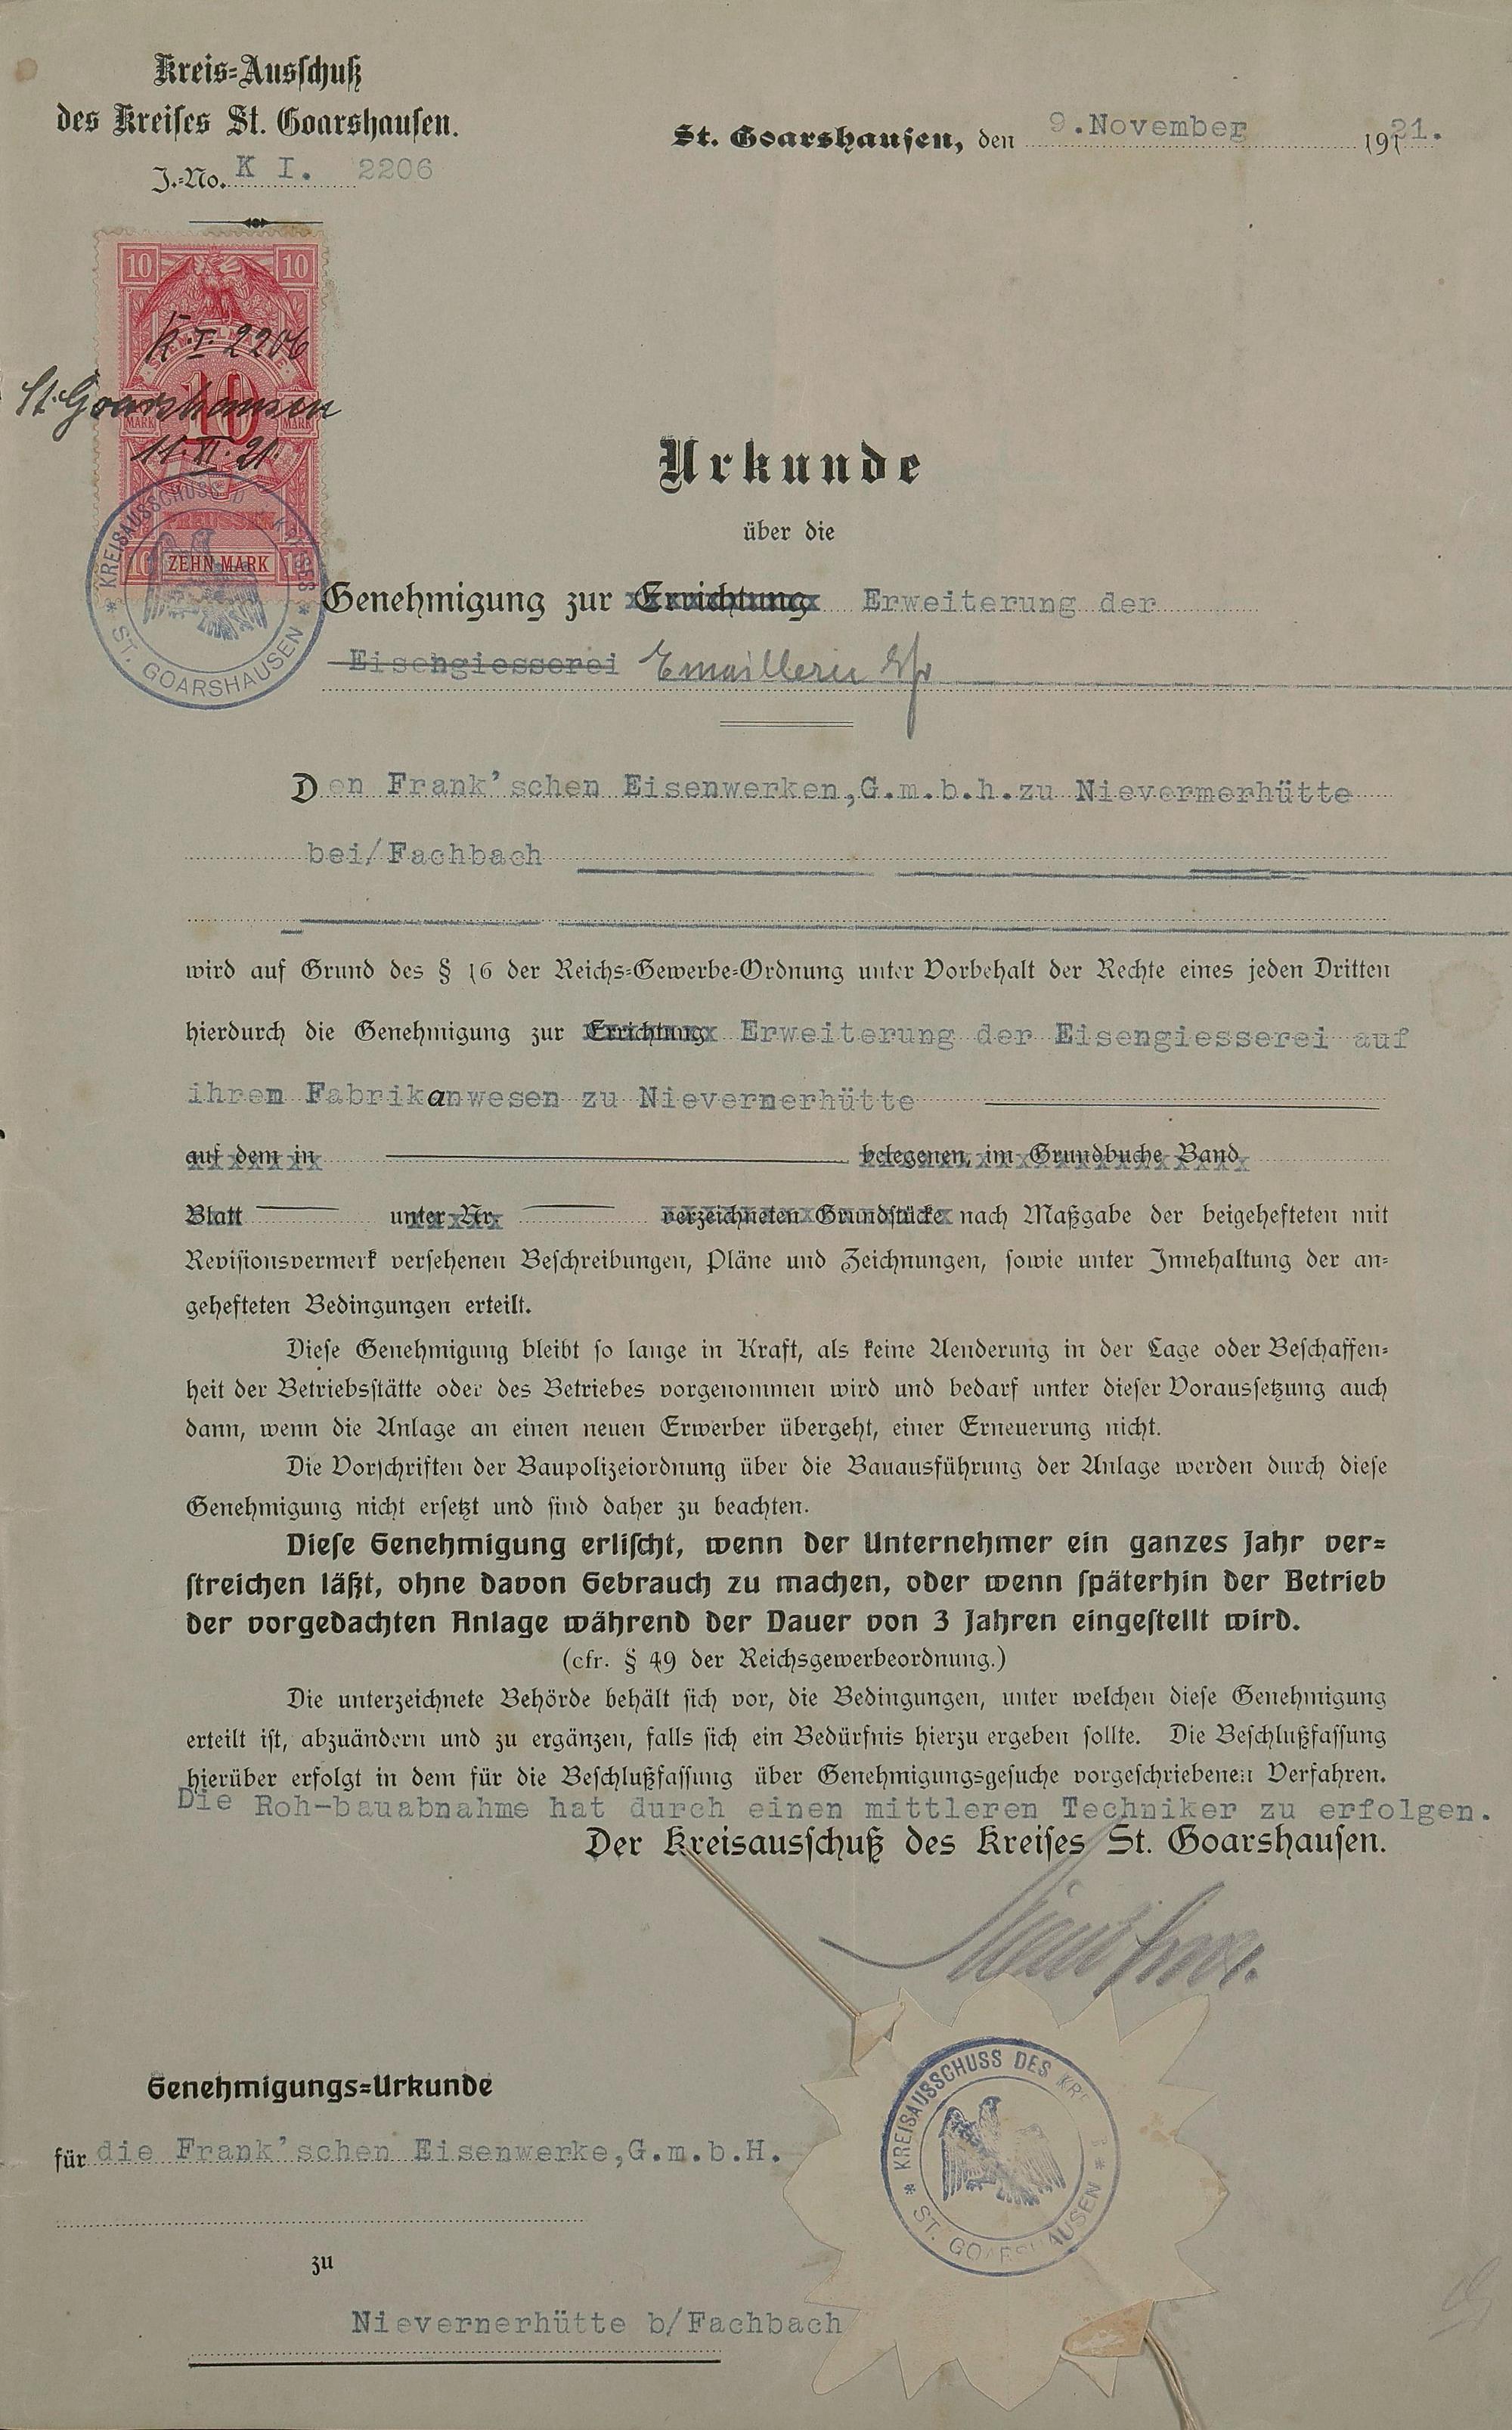 Kreis-Ausschuß
des Kreises St. Goarshausen.
St. Goarshausen, den 9. November 1921.
J.-No. K I. 2206
10 10
K. I. 2206
10
MARK MARK
St. Goarshausen
11. XI. 21.
PREUSSEN
10 ZEHN MARK 10
KREISAUSSCHUSS D. KREISES
ST. GOARSHAUSEN
Urkunde
über die
Genehmigung zur Errichtung Erweiterung der
Eisengiesserei Emaillerie
Den Frank'schen Eisenwerken,G.m.b.h.zu Nievermerhütte
bei/Fachbach
wird auf Grund des § 16 der Reichs-Gewerbe-Ordnung unter Vorbehalt der Rechte eines jeden Dritten
hierdurch die Genehmigung zur Errichtung Erweiterung der Eisengiesserei auf
ihrem Fabrikanwesen zu Nievernerhütte
auf dem in belegenen, im Grundbuche Band
Blatt unter Nr. verzeichneten Grundstücke nach Maßgabe der beigehefteten mit
Revisionsvermerk versehenen Beschreibungen, Pläne und Zeichnungen, sowie unter Innehaltung der an-
gehefteten Bedingungen erteilt.
Diese Genehmigung bleibt so lange in Kraft, als keine Aenderung in der Lage oder Beschaffen-
heit der Betriebsstätte oder des Betriebes vorgenommen wird und bedarf unter dieser Voraussetzung auch
dann, wenn die Anlage an einen neuen Erwerber übergeht, einer Erneuerung nicht.
Die Vorschriften der Baupolizeiordnung über die Bauausführung der Anlage werden durch diese
Genehmigung nicht ersetzt und sind daher zu beachten.
Diese Genehmigung erlischt, wenn der Unternehmer ein ganzes Jahr ver-
streichen läßt, ohne davon Gebrauch zu machen, oder wenn späterhin der Betrieb
der vorgedachten Anlage während der Dauer von 3 Jahren eingestellt wird.
(cfr. § 49 der Reichsgewerbeordnung.)
Die unterzeichnete Behörde behält sich vor, die Bedingungen, unter welchen diese Genehmigung
erteilt ist, abzuändern und zu ergänzen, falls sich ein Bedürfnis hierzu ergeben sollte. Die Beschlußfassung
hierüber erfolgt in dem für die Beschlußfassung über Genehmigungsgesuche vorgeschriebenen Verfahren.
Die Roh-bauabnahme hat durch einen mittleren Techniker zu erfolgen.
Der Kreisausschuß des Kreises St. Goarshausen.
Genehmigungs-Urkunde
für die Frank'schen Eisenwerke,G.m.b.H.
zu
Nievernerhütte b/Fachbach
KREISAUSSCHUSS DES KRE
ST. GOARSHAUSEN